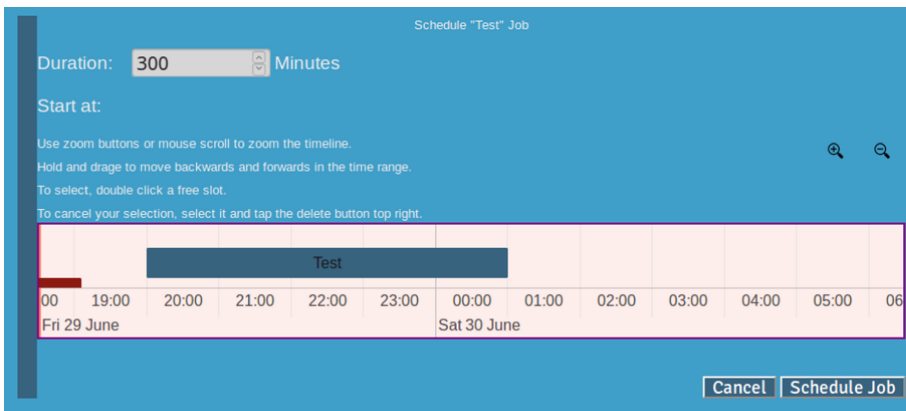 Schedule "Test" Job
Duration: 300 Minutes
Start at:
Use zoom buttons or mouse scroll to zoom the timeline.
Hold and drage to move backwards and forwards in the time range.
To select, double click a free slot.
To cancel your selection, select it and tap the delete button top right.
Test
00 19:00 20:00 21:00 22:00 23:00 00:00 01:00 02:00 03:00 04:00 05:00 06
Fri 29 June Sat 30 June
Cancel Schedule Job